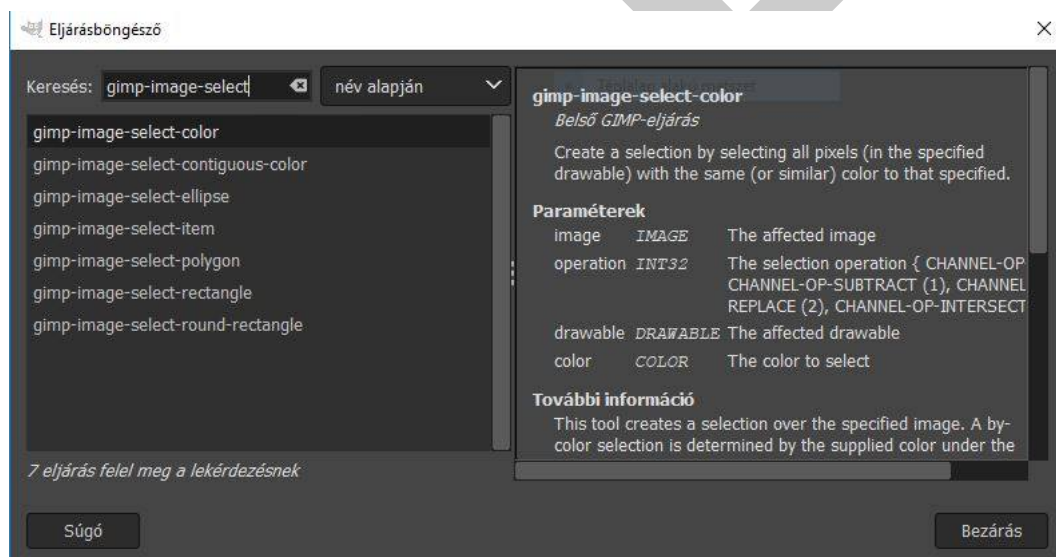 Eljárásböngésző
Keresés: gimp-image-select név alapján
gimp-image-select-color
gimp-image-select-contiguous-color
gimp-image-select-ellipse
gimp-image-select-item
gimp-image-select-polygon
gimp-image-select-rectangle
gimp-image-select-round-rectangle
7 eljárás felel meg a lekérdezésnek
Súgó
gimp-image-select-color
Belső GIMP-eljárás
Create a selection by selecting all pixels (in the specified
drawable) with the same (or similar) color to that specified.
Paraméterek
image IMAGE The affected image
operation INT32 The selection operation { CHANNEL-OP
CHANNEL-OP-SUBTRACT (1), CHANNEL
REPLACE (2), CHANNEL-OP-INTERSECT
drawable DRAWABLE The affected drawable
color COLOR The color to select
További információ
This tool creates a selection over the specified image. A by-
color selection is determined by the supplied color under the
Bezárás